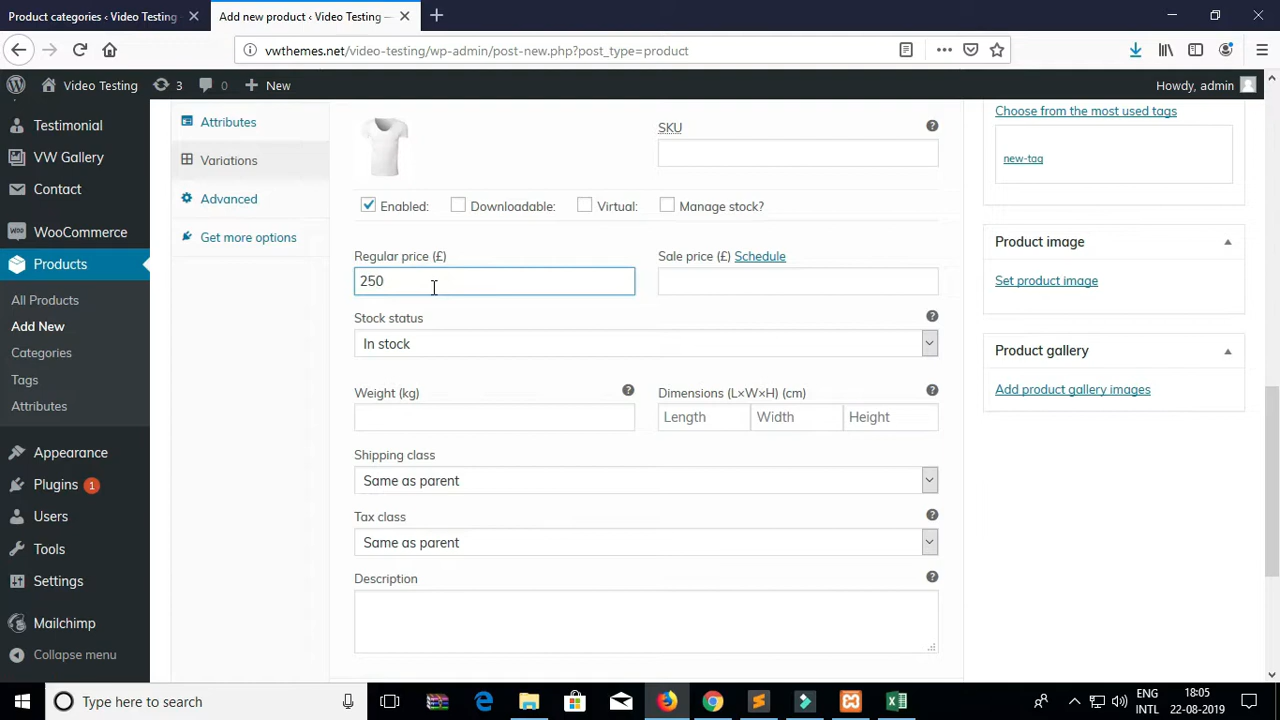 Product categories ‹ Video Testing
Add new product ‹ Video Testing —
vwthemes.net/video-testing/wp-admin/post-new.php?post_type=product
Video Testing
3
0
New
Howdy, admin
Testimonial
VW Gallery
Contact
WooCommerce
Products
All Products
Add New
Categories
Tags
Attributes
Appearance
Plugins 1
Users
Tools
Settings
Mailchimp
Collapse menu
Attributes
Variations
Advanced
Get more options
SKU
Enabled: Downloadable: Virtual: Manage stock?
Regular price (£)
250
Sale price (£) Schedule
Stock status
In stock
Weight (kg)
Dimensions (L×W×H) (cm)
Length Width Height
Shipping class
Same as parent
Tax class
Same as parent
Description
Choose from the most used tags
new-tag
Product image
Set product image
Product gallery
Add product gallery images
Type here to search
ENG
INTL
18:05
22-08-2019